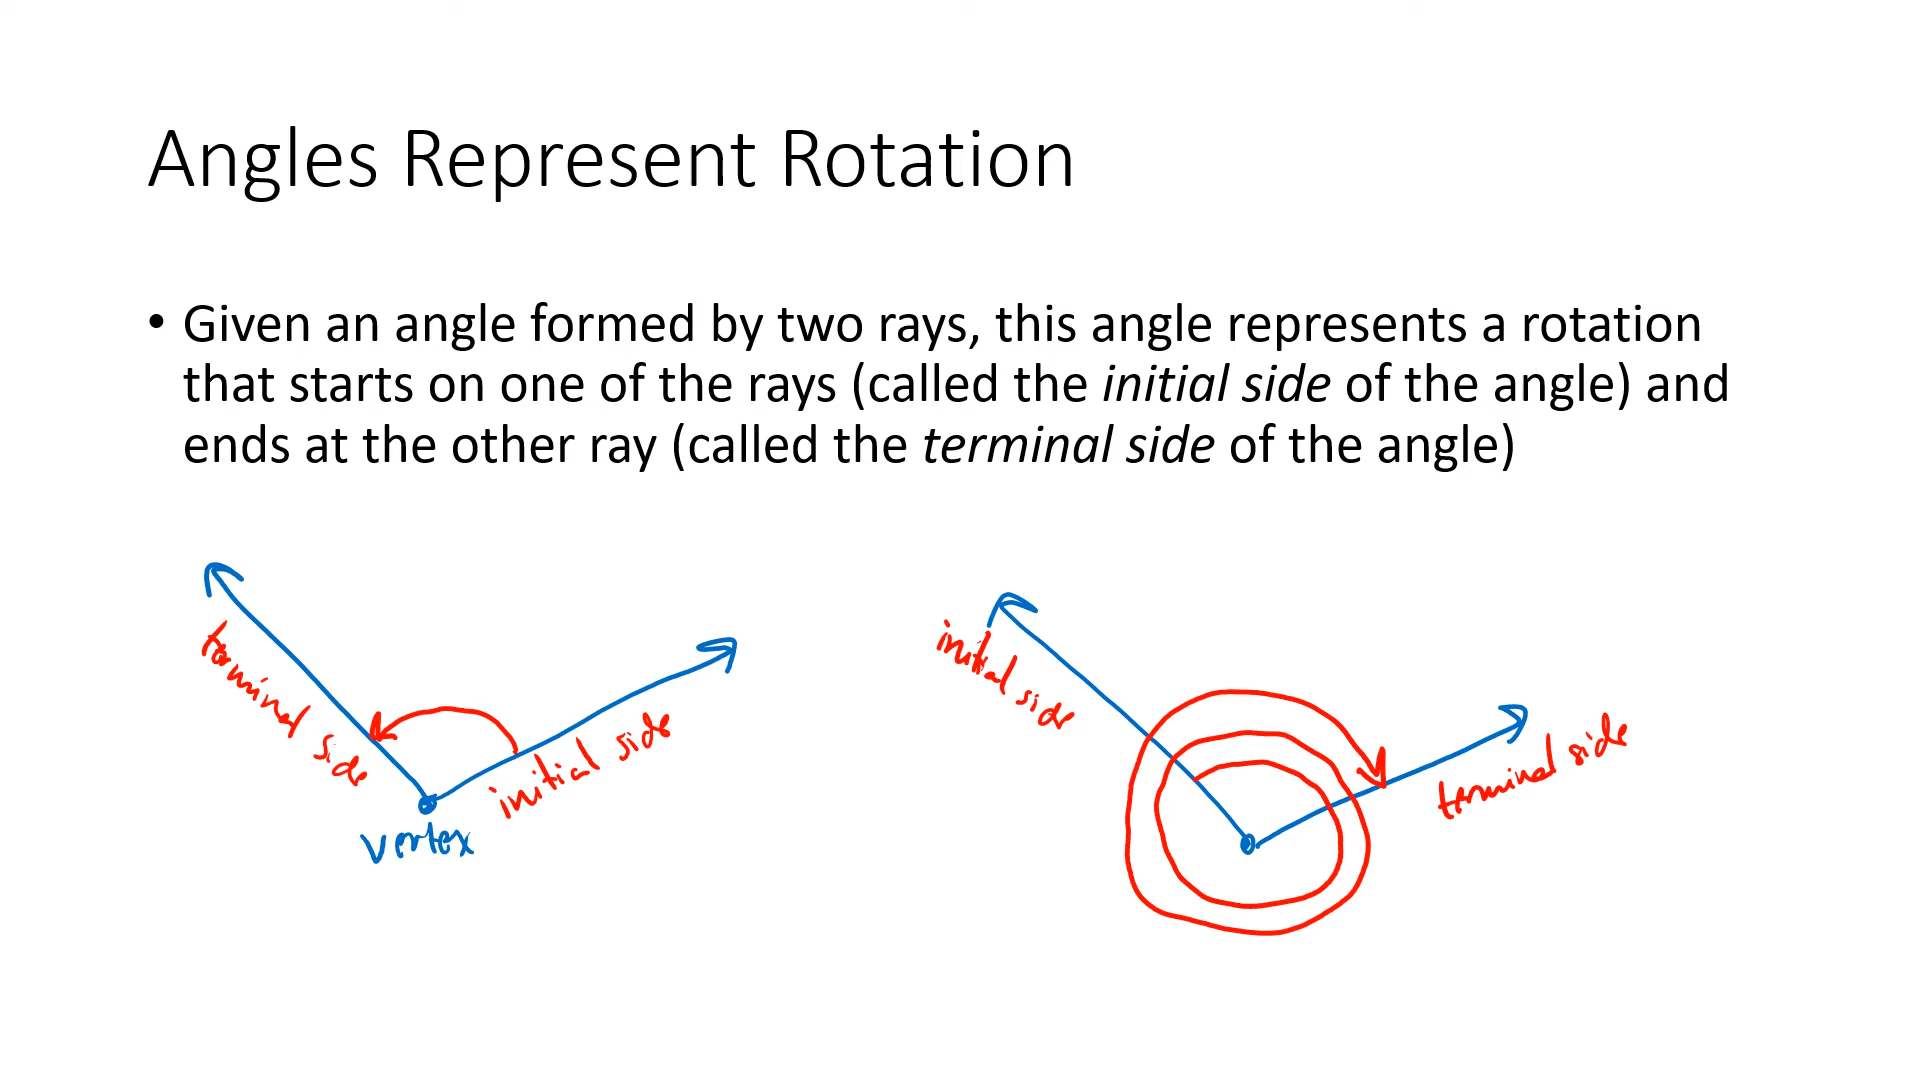 Angles Represent Rotation
• Given an angle formed by two rays, this angle represents a rotation
that starts on one of the rays (called the initial side of the angle) and
ends at the other ray (called the terminal side of the angle)
terminal side
initial side
vertex
initial side
terminal side